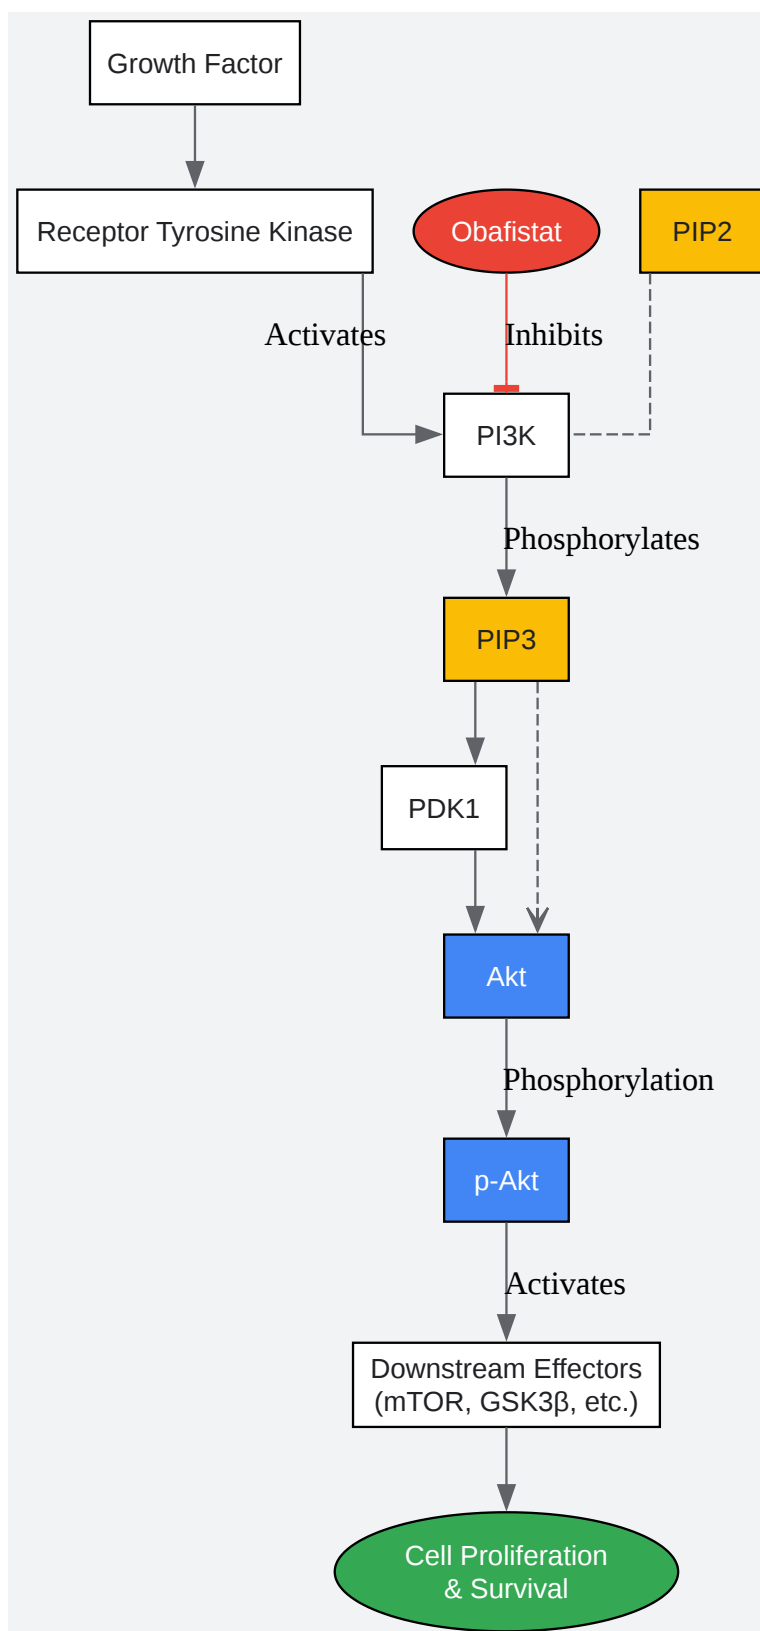 Growth Factor
Receptor Tyrosine Kinase
Obafistat
PIP2
Activates
Inhibits
PI3K
Phosphorylates
PIP3
PDK1
Akt
Phosphorylation
p-Akt
Activates
Downstream Effectors
(mTOR, GSK3β, etc.)
Cell Proliferation
& Survival